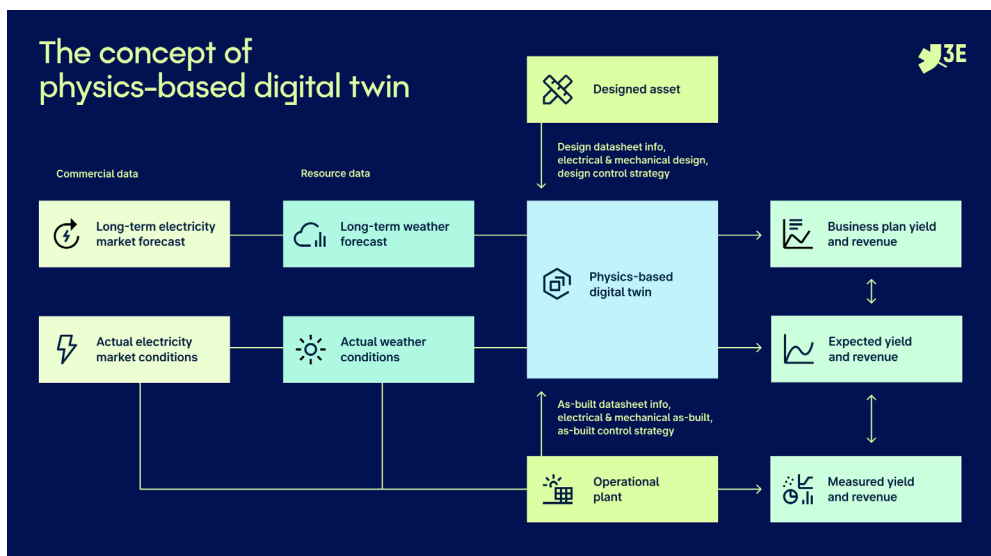 The concept of
physics-based digital twin
3E
Designed asset
Design datasheet info,
electrical & mechanical design,
design control strategy
Commercial data
Resource data
Long-term electricity
market forecast
Long-term weather
forecast
Physics-based
digital twin
Business plan yield
and revenue
Actual electricity
market conditions
Actual weather
conditions
Expected yield
and revenue
As-built datasheet info,
electrical & mechanical as-built,
as-built control strategy
Operational
plant
Measured yield
and revenue